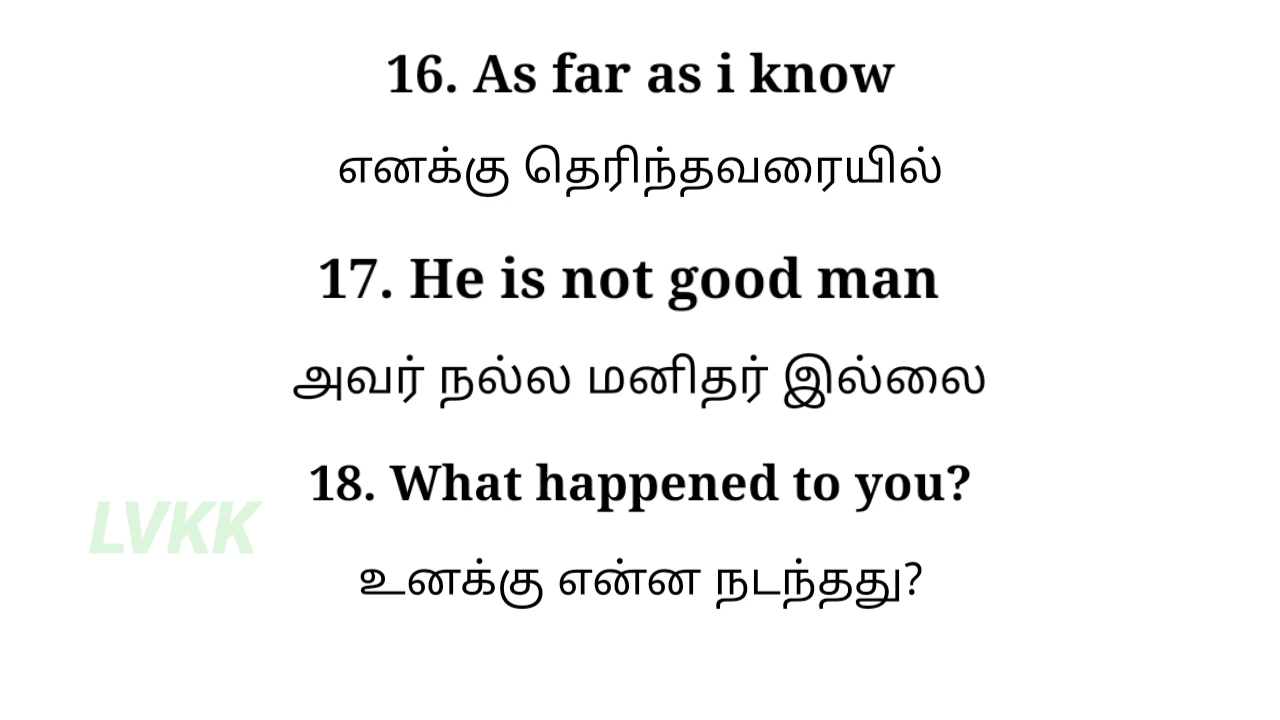 16. As far as i know
எனக்கு தெரிந்தவரையில்
17. He is not good man
அவர் நல்ல மனிதர் இல்லை
18. What happened to you?
LVKK
உனக்கு என்ன நடந்தது?